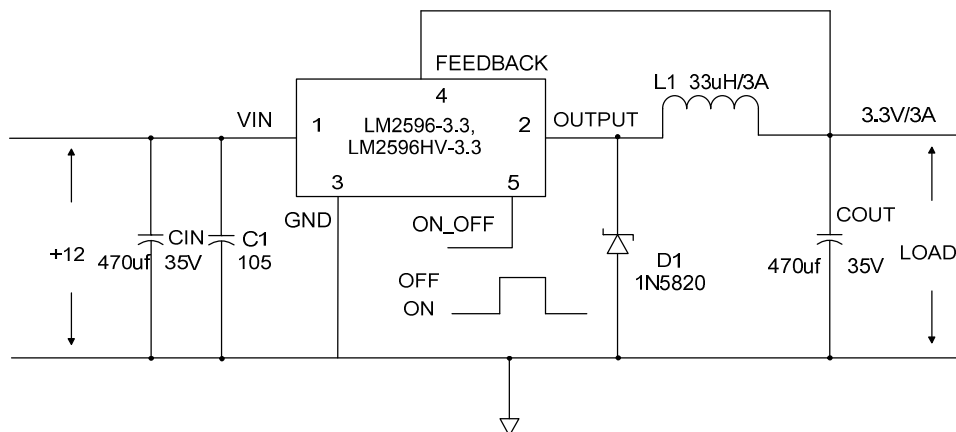 FEEDBACK
4
L1 33uH/3A
VIN
1
LM2596-3.3,
LM2596HV-3.3
2
OUTPUT
3.3V/3A
3
5
GND
ON_OFF
+12
CIN
470uf 35V
C1
105
OFF
ON
D1
1N5820
COUT
470uf 35V
LOAD